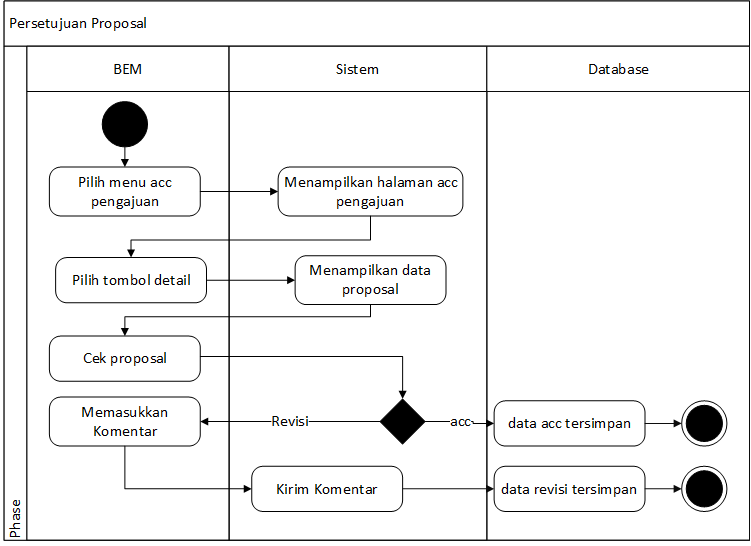 Persetujuan Proposal
BEM
Sistem
Database
Pilih menu acc
pengajuan
Menampilkan halaman acc
pengajuan
Pilih tombol detail
Menampilkan data
proposal
Cek proposal
Memasukkan
Komentar
Revisi
acc
data acc tersimpan
Kirim Komentar
data revisi tersimpan
Phase